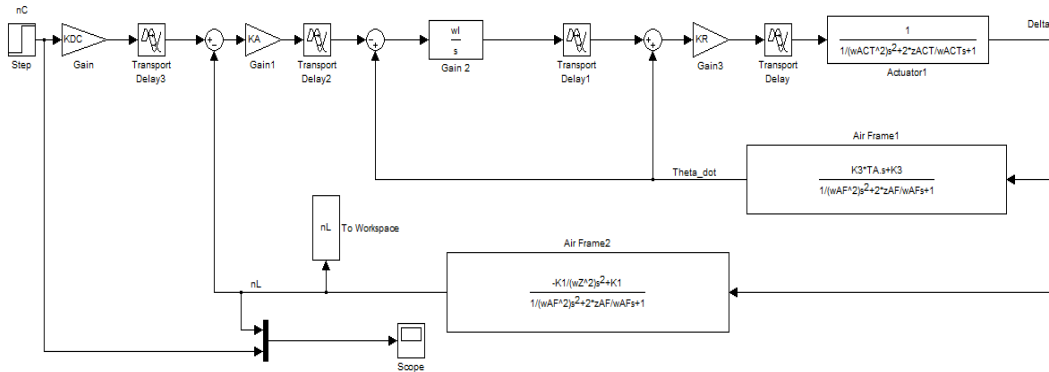 nC
Step
KDC
Gain
Transport
Delay3
KA
Gain1
Transport
Delay2
wI
s
Gain 2
Transport
Delay1
KR
Gain3
Transport
Delay
1
1/(wACT^2)s²+2*zACT/wACTs+1
Actuator1
Delta
Air Frame1
K3*TA.s+K3
1/(wAF^2)s²+2*zAF/wAFs+1
Theta_dot
nL
To Workspace
Air Frame2
-K1/(wZ^2)s²+K1
1/(wAF^2)s²+2*zAF/wAFs+1
nL
Scope